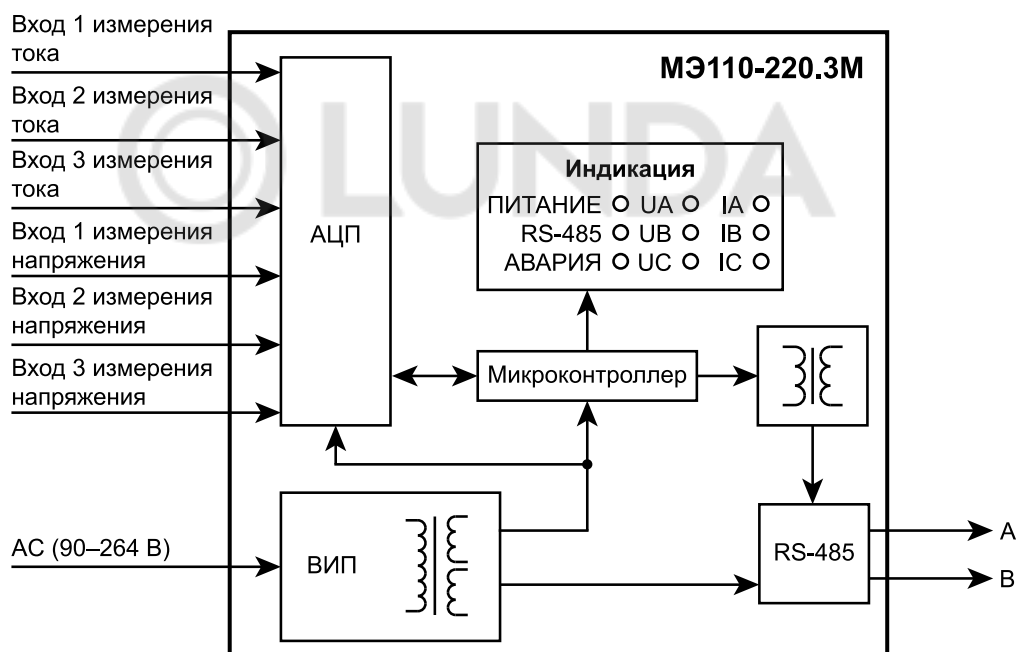 Вход 1 измерения
тока
Вход 2 измерения
тока
Вход 3 измерения
тока
Вход 1 измерения
напряжения
Вход 2 измерения
напряжения
Вход 3 измерения
напряжения
AC (90–264 В)
МЭ110-220.3М
LUNDA
АЦП
Индикация
ПИТАНИЕ UA IA
RS-485 UB IB
АВАРИЯ UC IC
Микроконтроллер
ВИП
RS-485
A
B